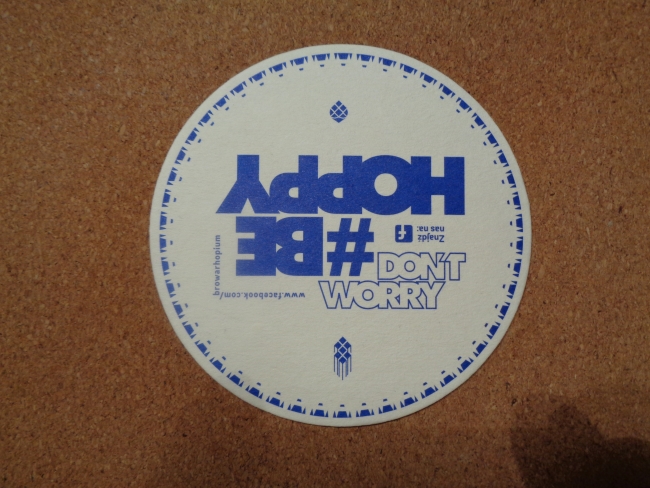 DON'T
WORRY
#BE
HOPPY
Znajdź
nas na:
www.facebook.com/
browarhopium